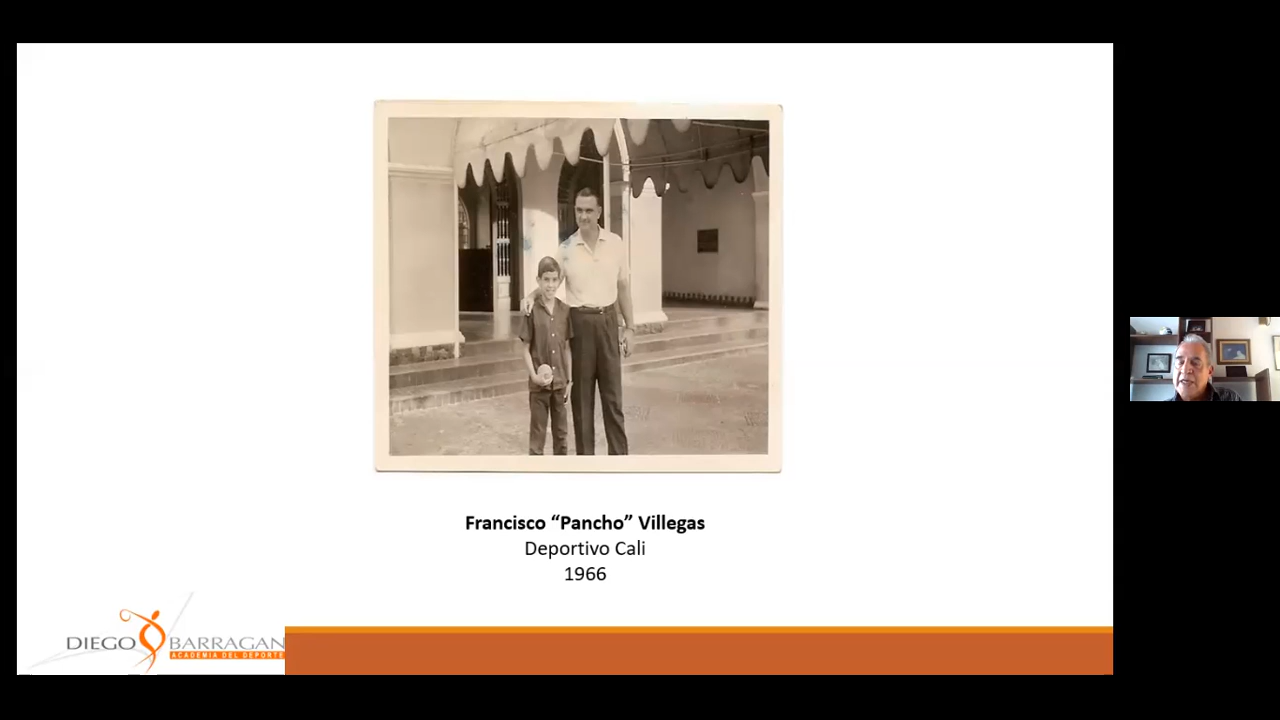 Francisco “Pancho” Villegas
Deportivo Cali
1966
DIEGO BARRAGAN
ACADEMIA DEL DEPORTE